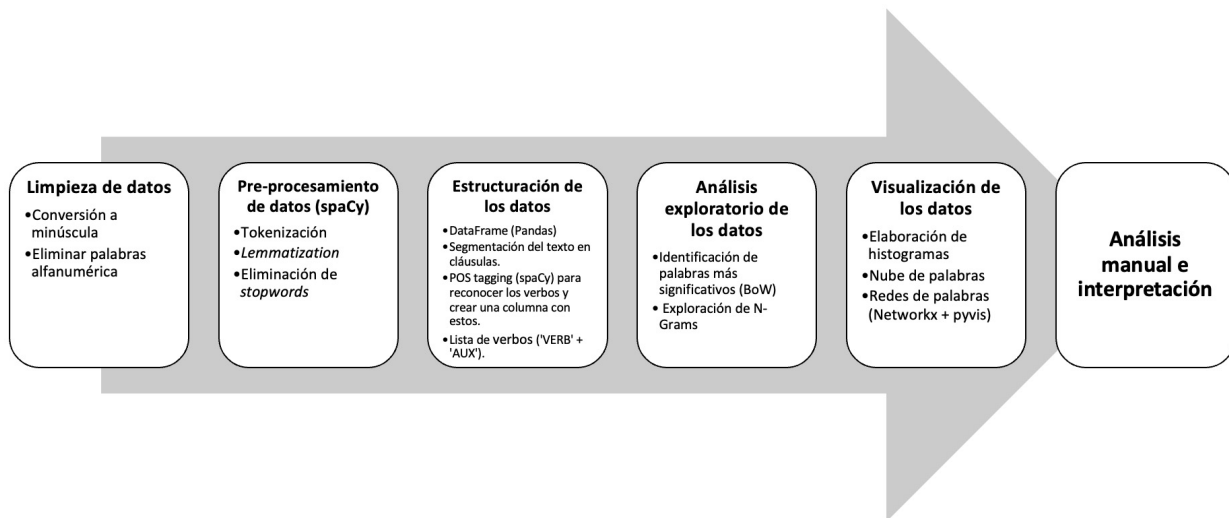 Limpieza de datos
•Conversión a
minúscula
•Eliminar palabras
alfanumérica
Pre-procesamiento
de datos (spaCy)
•Tokenización
•Lemmatization
•Eliminación de
stopwords
Estructuración de
los datos
•DataFrame (Pandas)
•Segmentación del texto en
cláusulas.
•POS tagging (spaCy) para
reconocer los verbos y
crear una columna con
estos.
•Lista de verbos ('VERB' +
'AUX').
Análisis
exploratorio de
los datos
•Identificación de
palabras más
significativos (BoW)
• Exploración de N-
Grams
Visualización de
los datos
•Elaboración de
histogramas
•Nube de palabras
•Redes de palabras
(Networkx + pyvis)
Análisis
manual e
interpretación